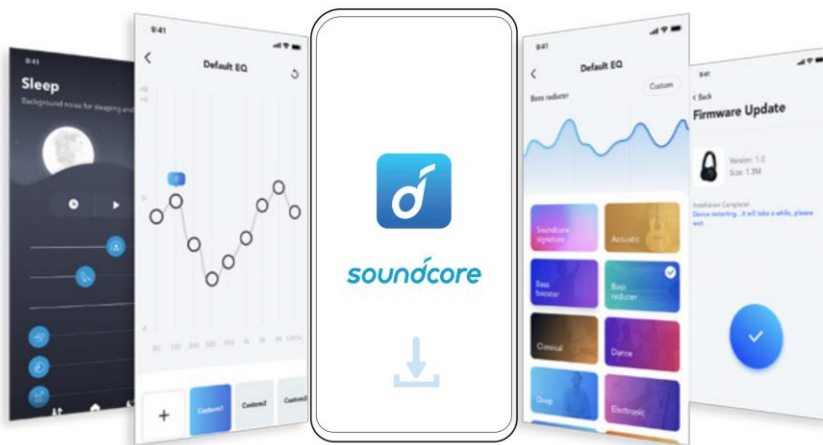 9:41
Sleep
Background noise for sleeping and
9:41
Default EQ
0
Custom1
Custom2
Custom3
soundcore
9:41
Default EQ
Bass reducer
Custom
Soundcore
signature
Acoustic
Bass
booster
Bass
reducer
Classical
Dance
Deep
Electronic
9:41
Back
Firmware Update
Version: 1.0
Size: 1.3M
Installation Complete!
Device restarting...it will take a while, please
wait.